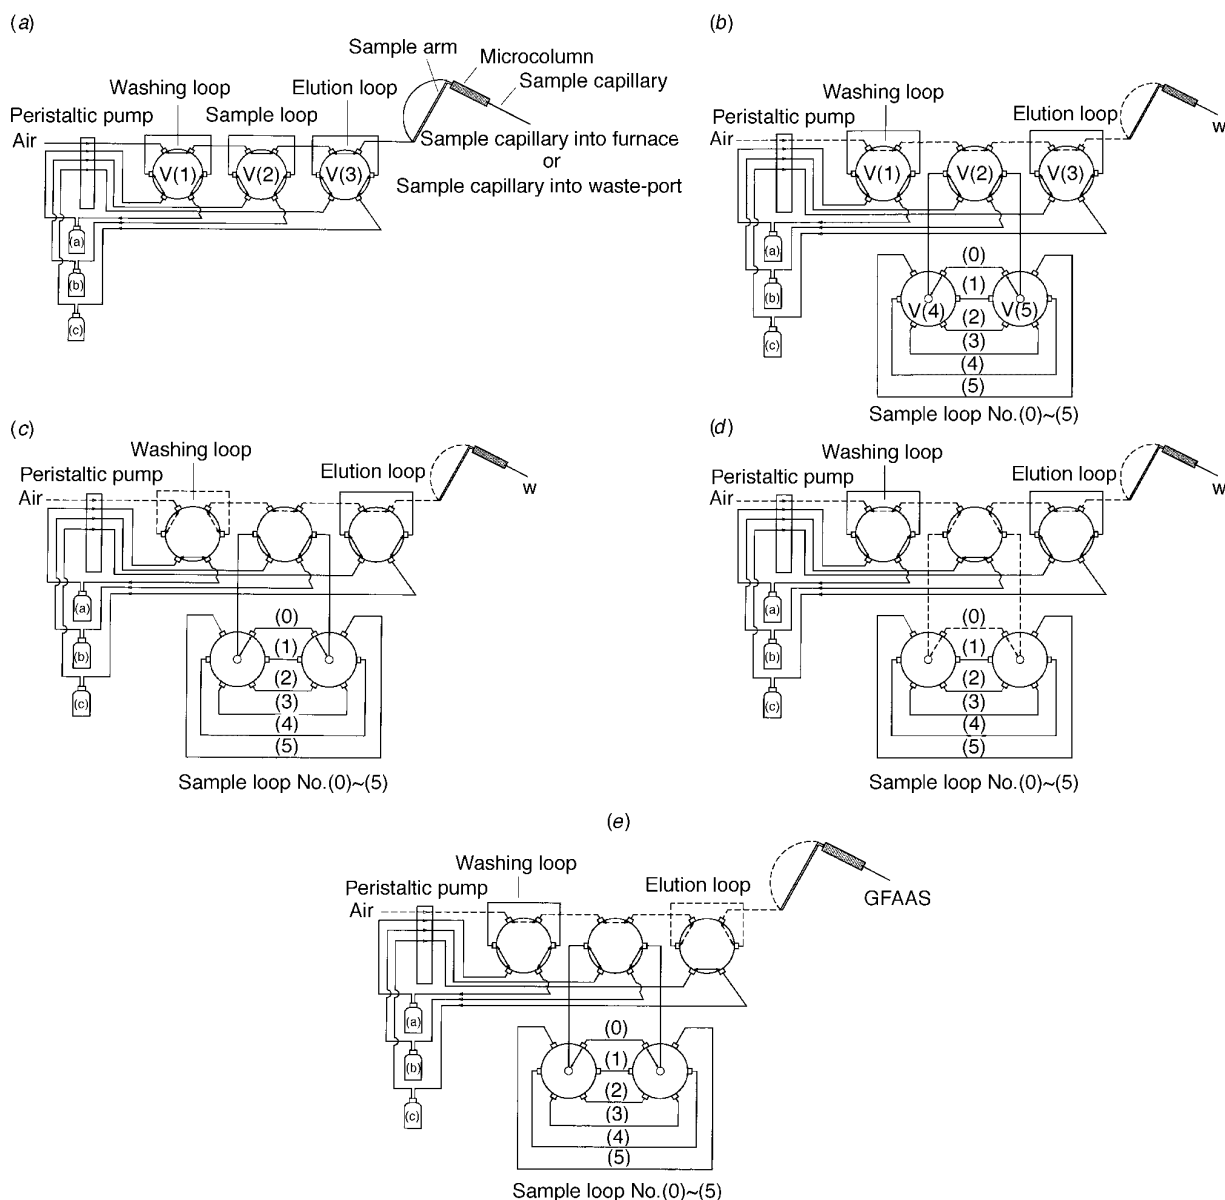 (a)
Sample arm
Microcolumn
Sample capillary
Washing loop
Elution loop
Peristaltic pump
Sample loop
Air
Sample capillary into furnace
or
Sample capillary into waste-port
V(1)
V(2)
V(3)
(a)
(b)
(c)
(b)
Washing loop
Elution loop
Peristaltic pump
Air
W
V(1)
V(2)
V(3)
(a)
(b)
(c)
(0)
(1)
V(4)
V(5)
(2)
(3)
(4)
(5)
Sample loop No.(0)~(5)
(c)
Washing loop
Peristaltic pump
Elution loop
Air
W
(a)
(b)
(c)
(0)
(1)
(2)
(3)
(4)
(5)
Sample loop No.(0)~(5)
(d)
Washing loop
Peristaltic pump
Elution loop
Air
W
(a)
(b)
(c)
(0)
(1)
(2)
(3)
(4)
(5)
Sample loop No.(0)~(5)
(e)
Washing loop
Peristaltic pump
Elution loop
Air
GFAAS
(a)
(b)
(c)
(0)
(1)
(2)
(3)
(4)
(5)
Sample loop No.(0)~(5)